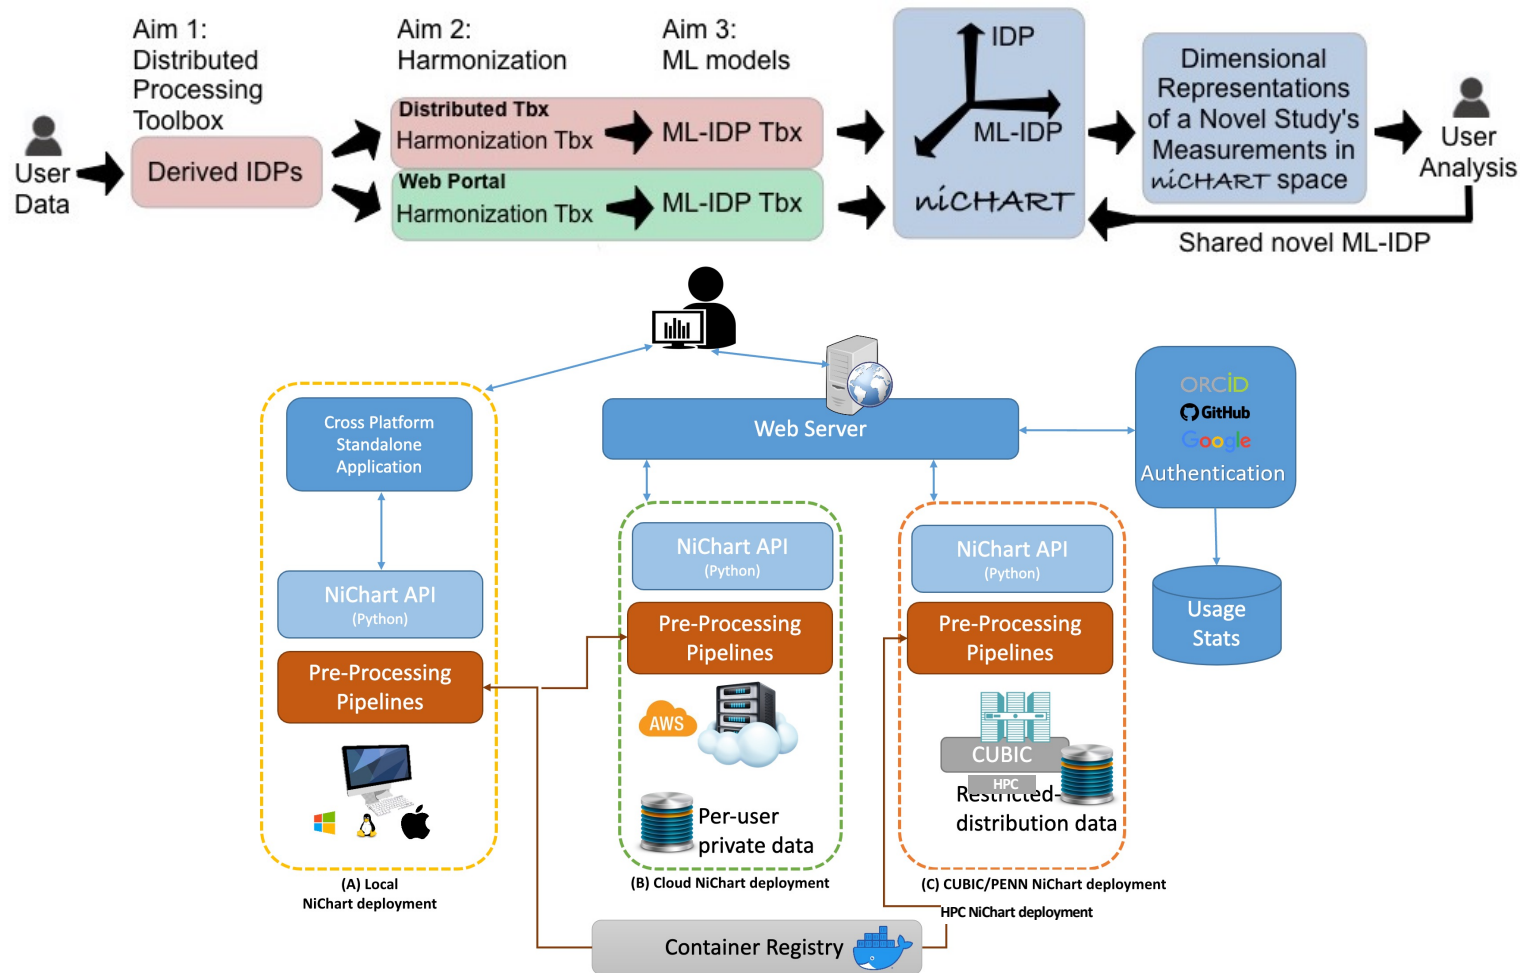 Aim 1:
Distributed
Processing
Toolbox
Aim 2:
Harmonization
Aim 3:
ML models
User
Data
Derived IDPs
Distributed Tbx
Harmonization Tbx
ML-IDP Tbx
Web Portal
Harmonization Tbx
ML-IDP Tbx
IDP
ML-IDP
niCHART
Dimensional
Representations
of a Novel Study's
Measurements in
niCHART space
User
Analysis
Shared novel ML-IDP
Cross Platform
Standalone
Application
NiChart API
(Python)
Pre-Processing
Pipelines
(A) Local
NiChart deployment
Web Server
NiChart API
(Python)
Pre-Processing
Pipelines
AWS
Per-user
private data
(B) Cloud NiChart deployment
NiChart API
(Python)
Pre-Processing
Pipelines
CUBIC
HPC
Restricted-
distribution data
(C) CUBIC/PENN NiChart deployment
HPC NiChart deployment
ORCiD
GitHub
Google
Authentication
Usage
Stats
Container Registry